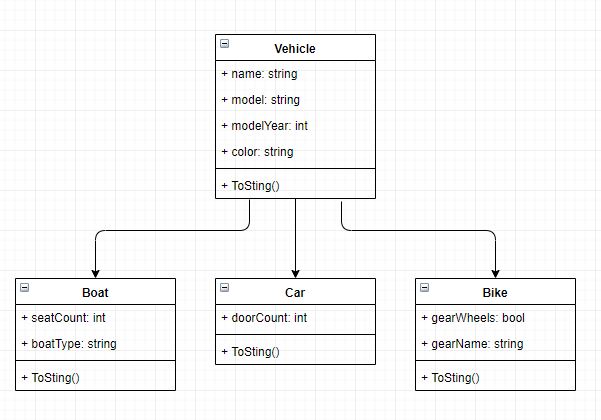 Vehicle
+ name: string
+ model: string
+ modelYear: int
+ color: string
+ ToSting()
Boat
+ seatCount: int
+ boatType: string
+ ToSting()
Car
+ doorCount: int
+ ToSting()
Bike
+ gearWheels: bool
+ gearName: string
+ ToSting()